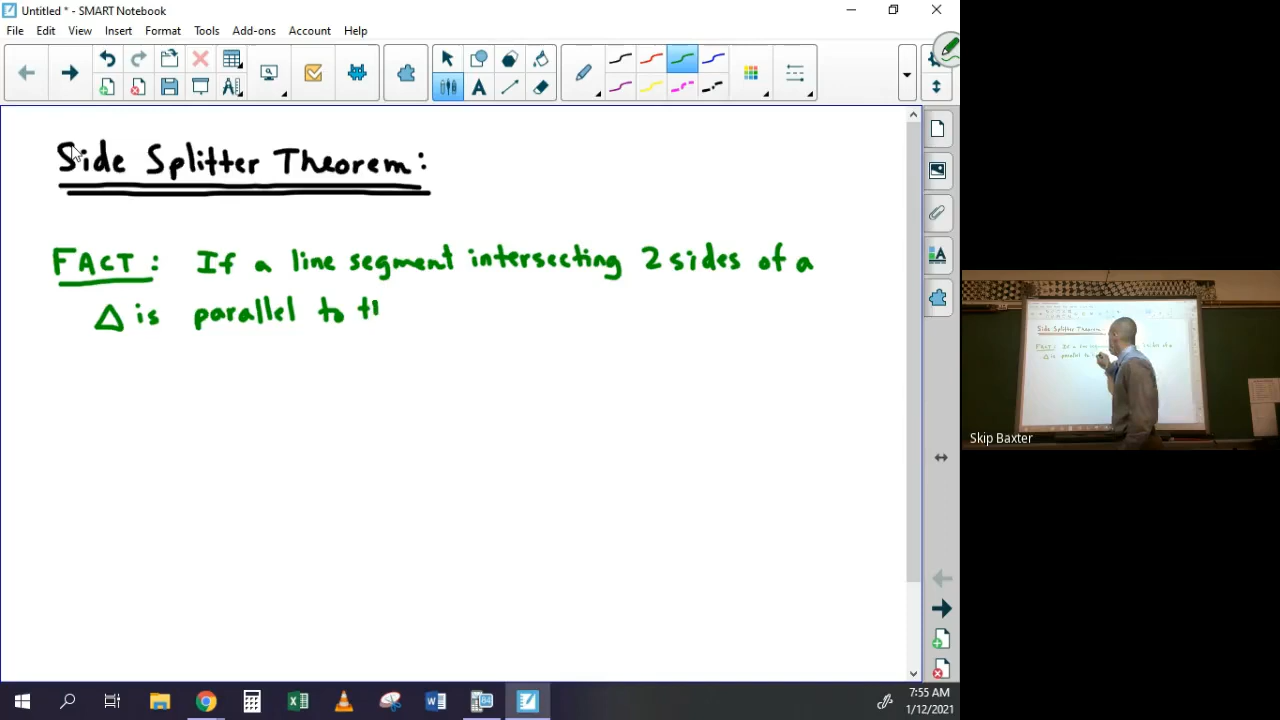 Untitled * - SMART Notebook
File Edit View Insert Format Tools Add-ons Account Help
Side Splitter Theorem:
FACT: If a line segment intersecting 2 sides of a
Δ is parallel to
Skip Baxter
7:55 AM
1/12/2021